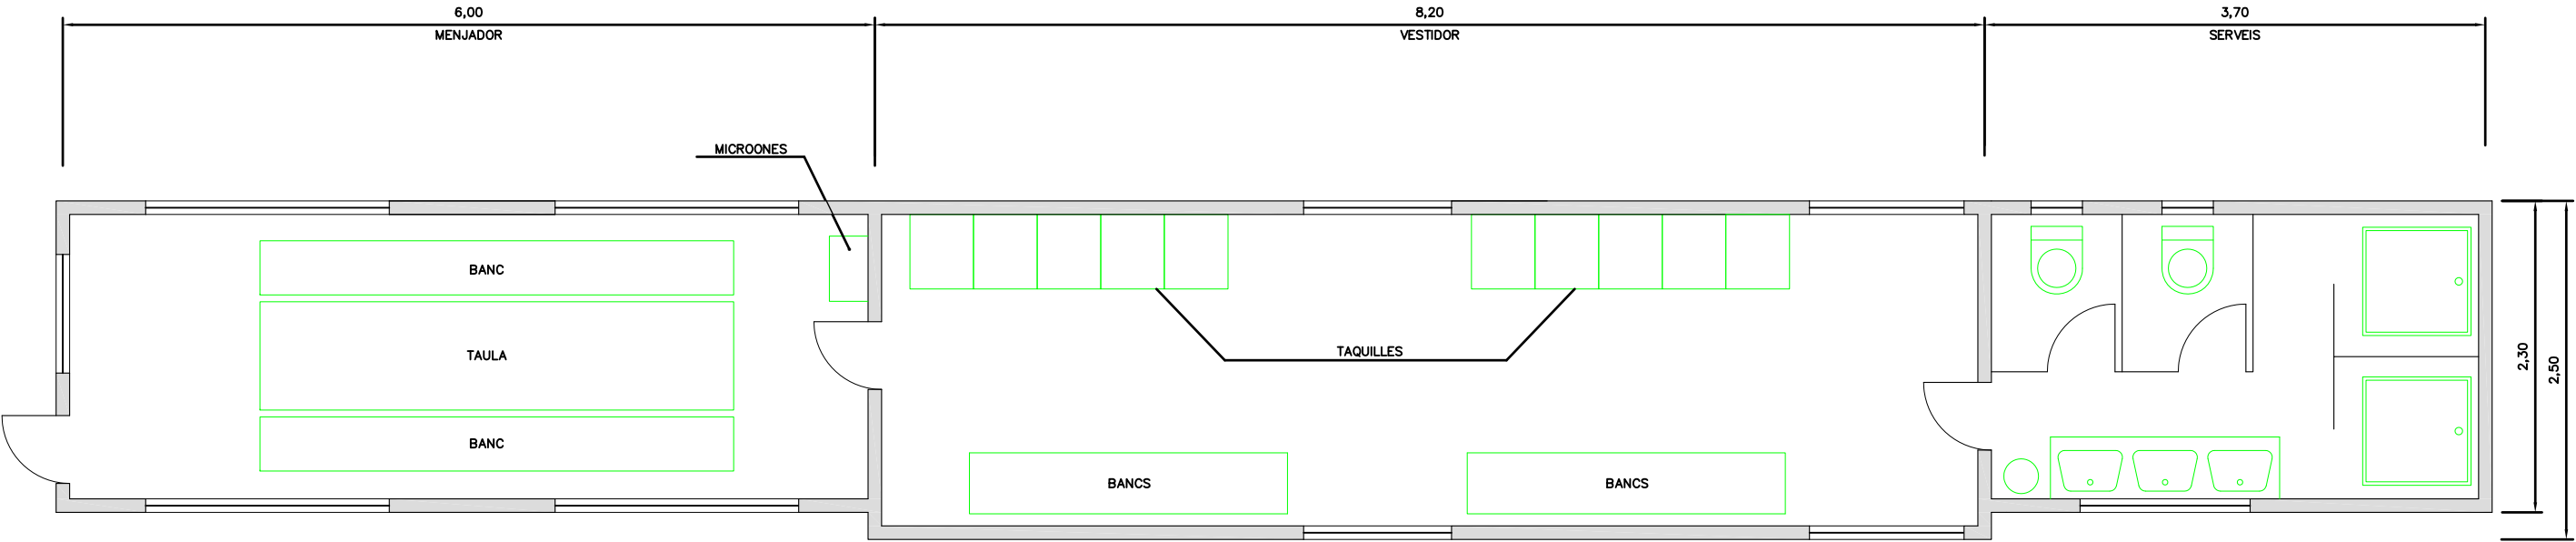 6,00
8,20
3,70
MENJADOR
VESTIDOR
SERVEIS
MICROONES
BANC
TAULA
BANC
TAQUILLES
BANCS
BANCS
2,30
2,50